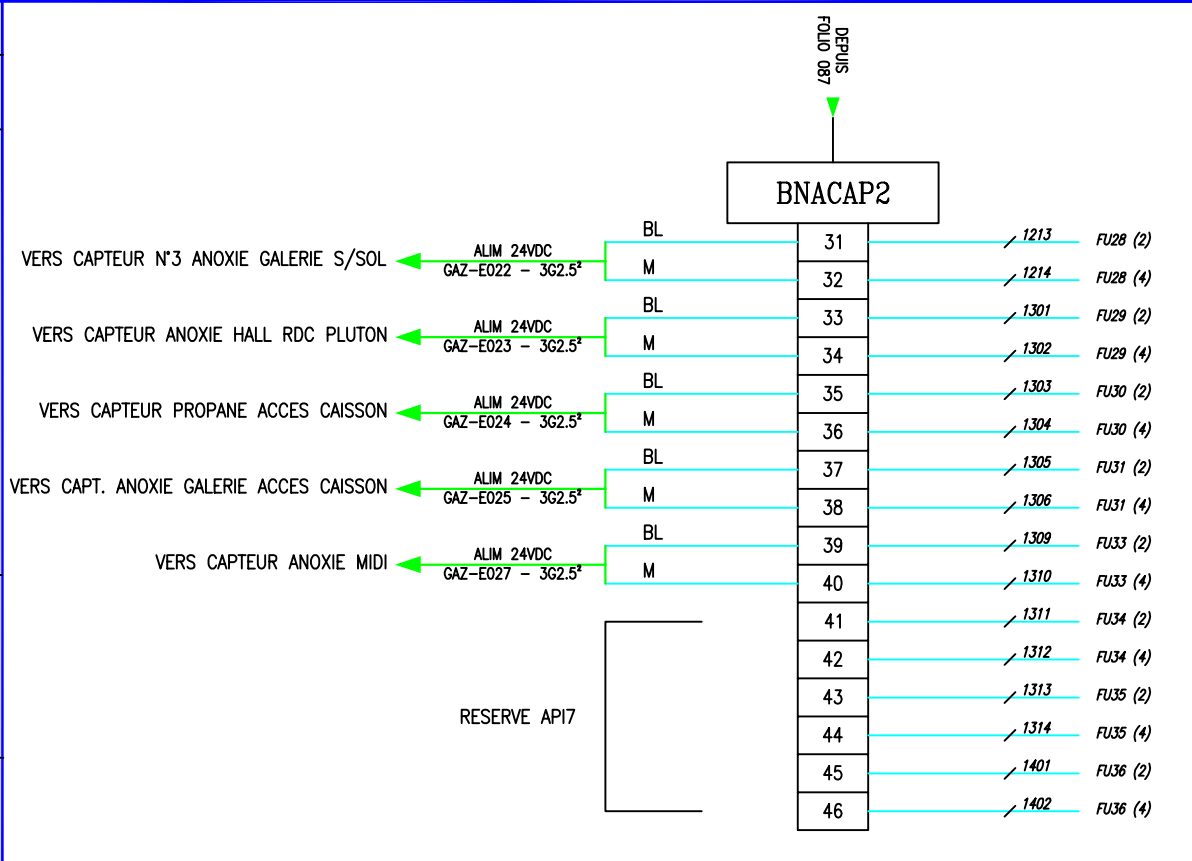 DEPUIS
FOLIO 087
BNACAP2
BL 31 1213 FU28 (2)
VERS CAPTEUR N°3 ANOXIE GALERIE S/SOL ALIM 24VDC
GAZ-E022 - 3G2.5²
M 32 1214 FU28 (4)
BL 33 1301 FU29 (2)
VERS CAPTEUR ANOXIE HALL RDC PLUTON ALIM 24VDC
GAZ-E023 - 3G2.5²
M 34 1302 FU29 (4)
BL 35 1303 FU30 (2)
VERS CAPTEUR PROPANE ACCES CAISSON ALIM 24VDC
GAZ-E024 - 3G2.5²
M 36 1304 FU30 (4)
BL 37 1305 FU31 (2)
VERS CAPT. ANOXIE GALERIE ACCES CAISSON ALIM 24VDC
GAZ-E025 - 3G2.5²
M 38 1306 FU31 (4)
BL 39 1309 FU33 (2)
VERS CAPTEUR ANOXIE MIDI ALIM 24VDC
GAZ-E027 - 3G2.5²
M 40 1310 FU33 (4)
41 1311 FU34 (2)
42 1312 FU34 (4)
43 1313 FU35 (2)
RESERVE API7
44 1314 FU35 (4)
45 1401 FU36 (2)
46 1402 FU36 (4)